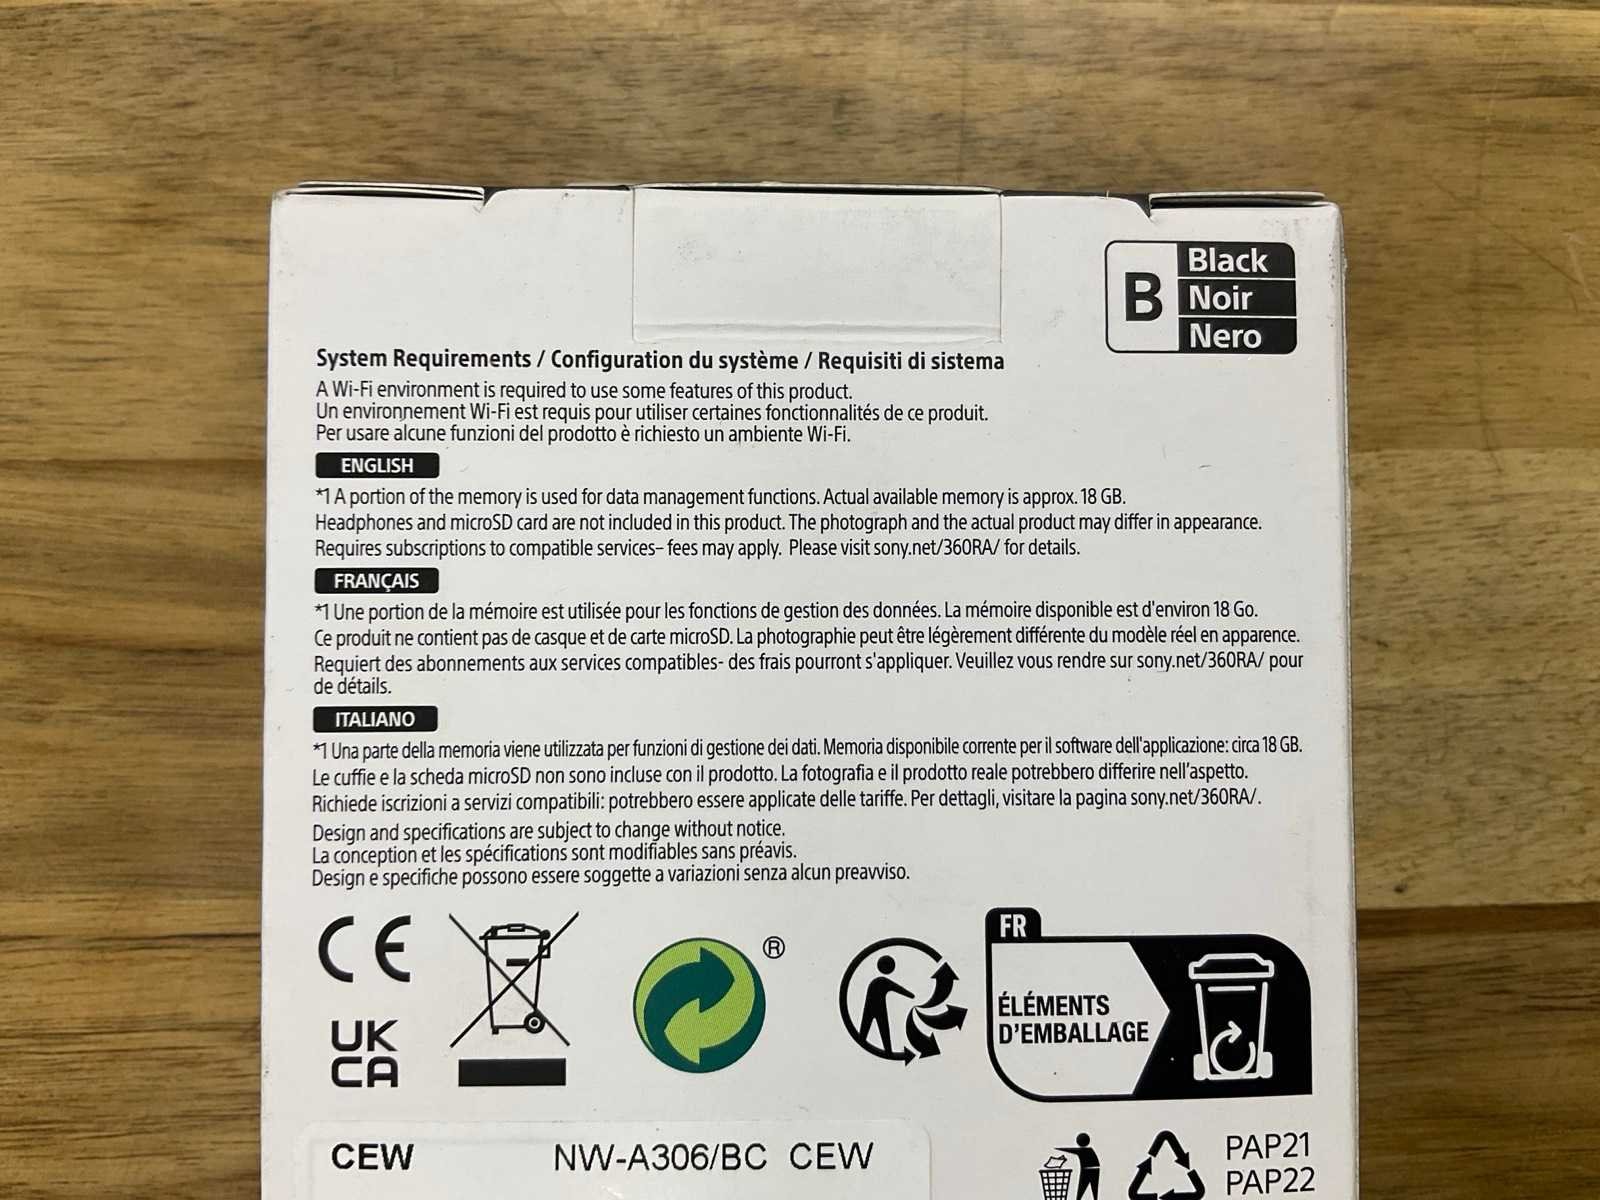 B
Black
Noir
Nero
System Requirements / Configuration du système / Requisiti di sistema
A Wi-Fi environment is required to use some features of this product.
Un environnement Wi-Fi est requis pour utiliser certaines fonctionnalités de ce produit.
Per usare alcune funzioni del prodotto è richiesto un ambiente Wi-Fi.
ENGLISH
*1 A portion of the memory is used for data management functions. Actual available memory is approx. 18 GB.
Headphones and microSD card are not included in this product. The photograph and the actual product may differ in appearance.
Requires subscriptions to compatible services– fees may apply. Please visit sony.net/360RA/ for details.
FRANÇAIS
*1 Une portion de la mémoire est utilisée pour les fonctions de gestion des données. La mémoire disponible est d'environ 18 Go.
Ce produit ne contient pas de casque et de carte microSD. La photographie peut être légèrement différente du modèle réel en apparence.
Requiert des abonnements aux services compatibles- des frais pourront s'appliquer. Veuillez vous rendre sur sony.net/360RA/ pour
de détails.
ITALIANO
*1 Una parte della memoria viene utilizzata per funzioni di gestione dei dati. Memoria disponibile corrente per il software dell'applicazione: circa 18 GB.
Le cuffie e la scheda microSD non sono incluse con il prodotto. La fotografia e il prodotto reale potrebbero differire nell'aspetto.
Richiede iscrizioni a servizi compatibili: potrebbero essere applicate delle tariffe. Per dettagli, visitare la pagina sony.net/360RA/.
Design and specifications are subject to change without notice.
La conception et les spécifications sont modifiables sans préavis.
Design e specifiche possono essere soggette a variazioni senza alcun preavviso.
CE
UK
CA
®
FR
ÉLÉMENTS
D'EMBALLAGE
CEW NW-A306/BC CEW
PAP21
PAP22